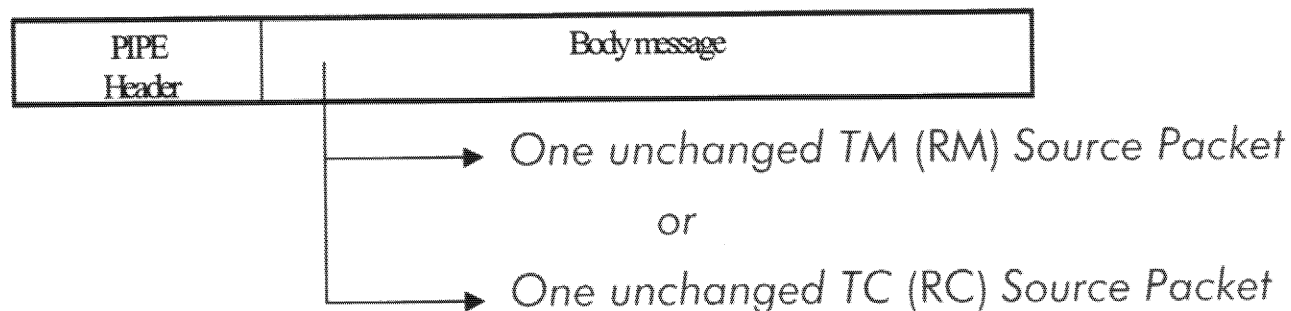 PIPE
Header
Body message
One unchanged TM (RM) Source Packet
or
One unchanged TC (RC) Source Packet